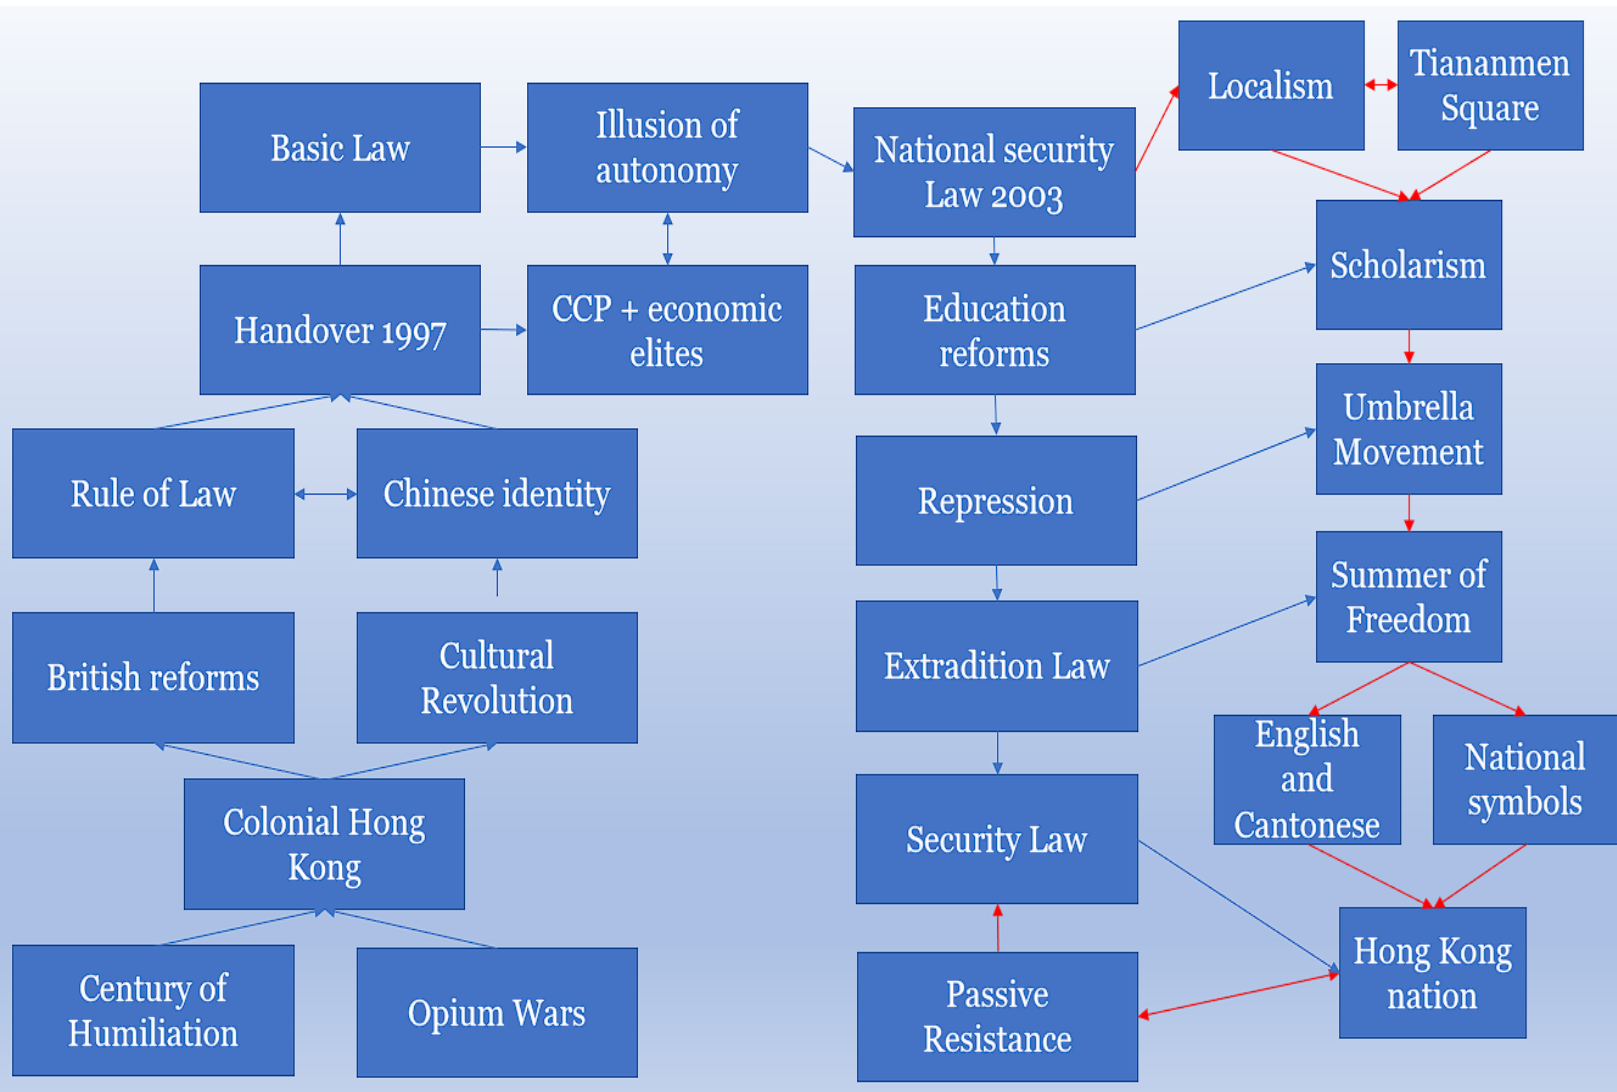 Localism
Tiananmen
Square
Basic Law
Illusion of
autonomy
National security
Law 2003
Scholarism
Handover 1997
CCP + economic
elites
Education
reforms
Umbrella
Movement
Rule of Law
Chinese identity
Repression
Summer of
Freedom
British reforms
Cultural
Revolution
Extradition Law
English
and
Cantonese
National
symbols
Colonial Hong
Kong
Security Law
Century of
Humiliation
Opium Wars
Passive
Resistance
Hong Kong
nation